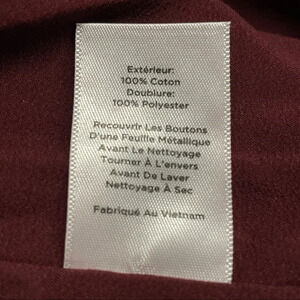 Extérieur:
100% Coton
Doublure:
100% Polyester
Recouvrir Les Boutons
D'une Feuille Métallique
Avant Le Nettoyage
Tourner À L'envers
Avant De Laver
Nettoyage À Sec
Fabriqué Au Vietnam